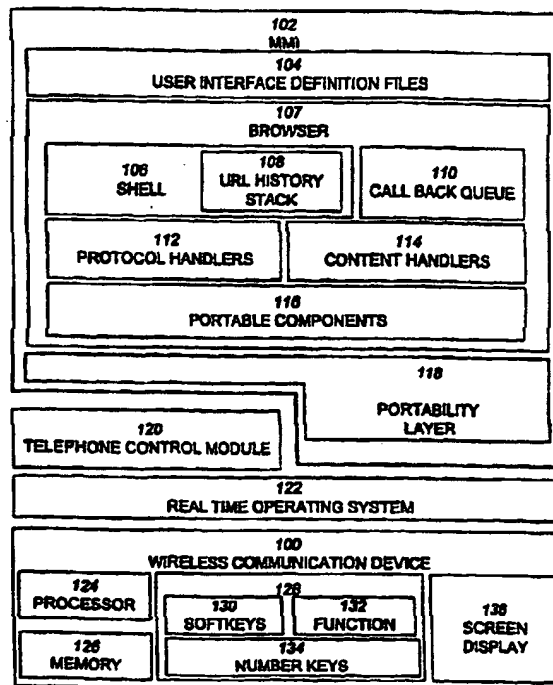 102
MMI
104
USER INTERFACE DEFINITION FILES
107
BROWSER
106
SHELL
108
URL HISTORY
STACK
110
CALL BACK QUEUE
112
PROTOCOL HANDLERS
114
CONTENT HANDLERS
116
PORTABLE COMPONENTS
118
PORTABILITY
LAYER
120
TELEPHONE CONTROL MODULE
122
REAL TIME OPERATING SYSTEM
100
WIRELESS COMMUNICATION DEVICE
124
PROCESSOR
126
MEMORY
128
130
SOFTKEYS
132
FUNCTION
134
NUMBER KEYS
136
SCREEN
DISPLAY